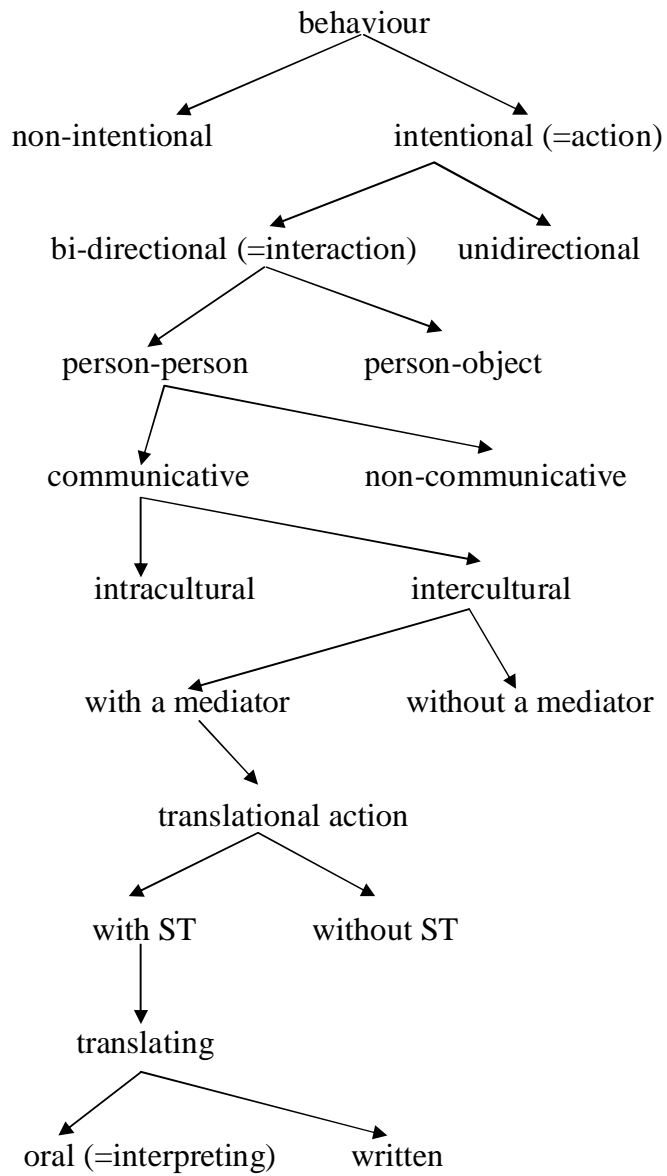 behaviour
non-intentional intentional (=action)
bi-directional (=interaction) unidirectional
person-person person-object
communicative non-communicative
intracultural intercultural
with a mediator without a mediator
translational action
with ST without ST
translating
oral (=interpreting) written